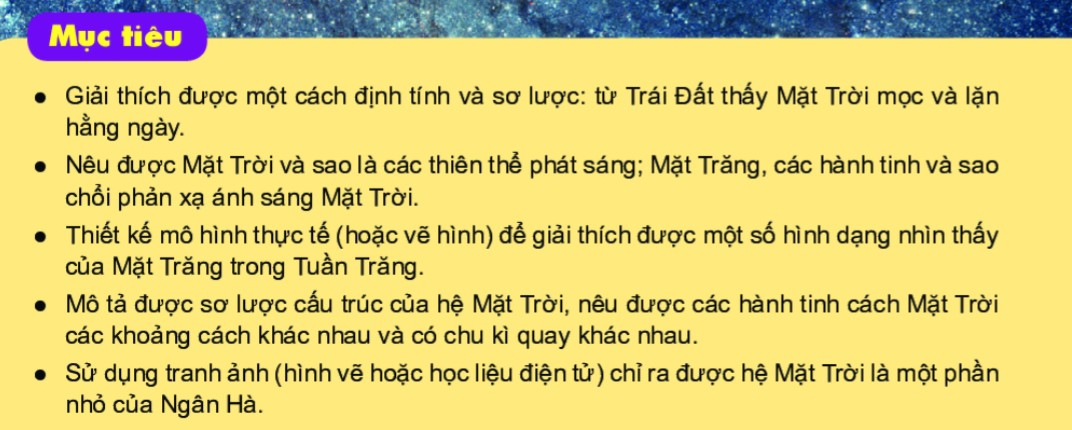 Mục tiêu
● Giải thích được một cách định tính và sơ lược: từ Trái Đất thấy Mặt Trời mọc và lặn
hằng ngày.
● Nêu được Mặt Trời và sao là các thiên thể phát sáng; Mặt Trăng, các hành tinh và sao
chổi phản xạ ánh sáng Mặt Trời.
● Thiết kế mô hình thực tế (hoặc vẽ hình) để giải thích được một số hình dạng nhìn thấy
của Mặt Trăng trong Tuần Trăng.
● Mô tả được sơ lược cấu trúc của hệ Mặt Trời, nêu được các hành tinh cách Mặt Trời
các khoảng cách khác nhau và có chu kì quay khác nhau.
● Sử dụng tranh ảnh (hình vẽ hoặc học liệu điện tử) chỉ ra được hệ Mặt Trời là một phần
nhỏ của Ngân Hà.